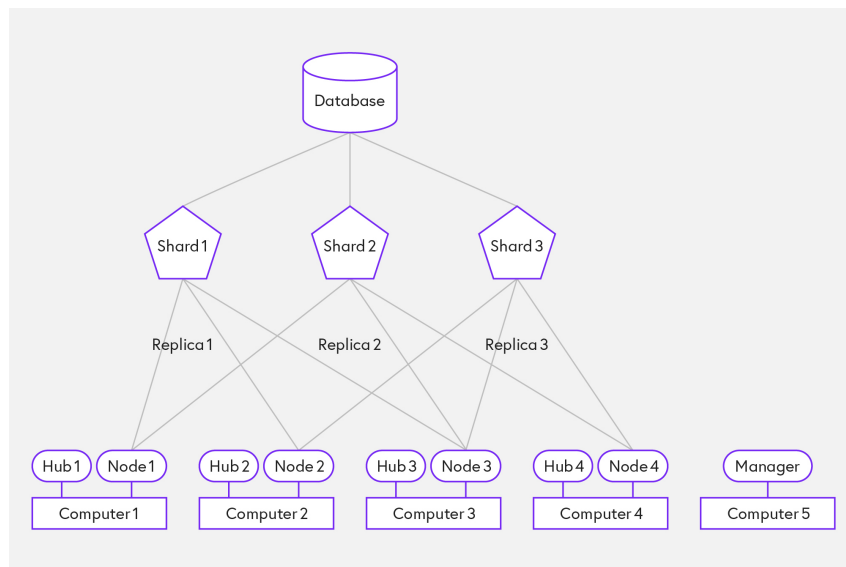 Database
Shard 1
Shard 2
Shard 3
Replica 1
Replica 2
Replica 3
Hub 1
Node 1
Hub 2
Node 2
Hub 3
Node 3
Hub 4
Node 4
Manager
Computer 1
Computer 2
Computer 3
Computer 4
Computer 5